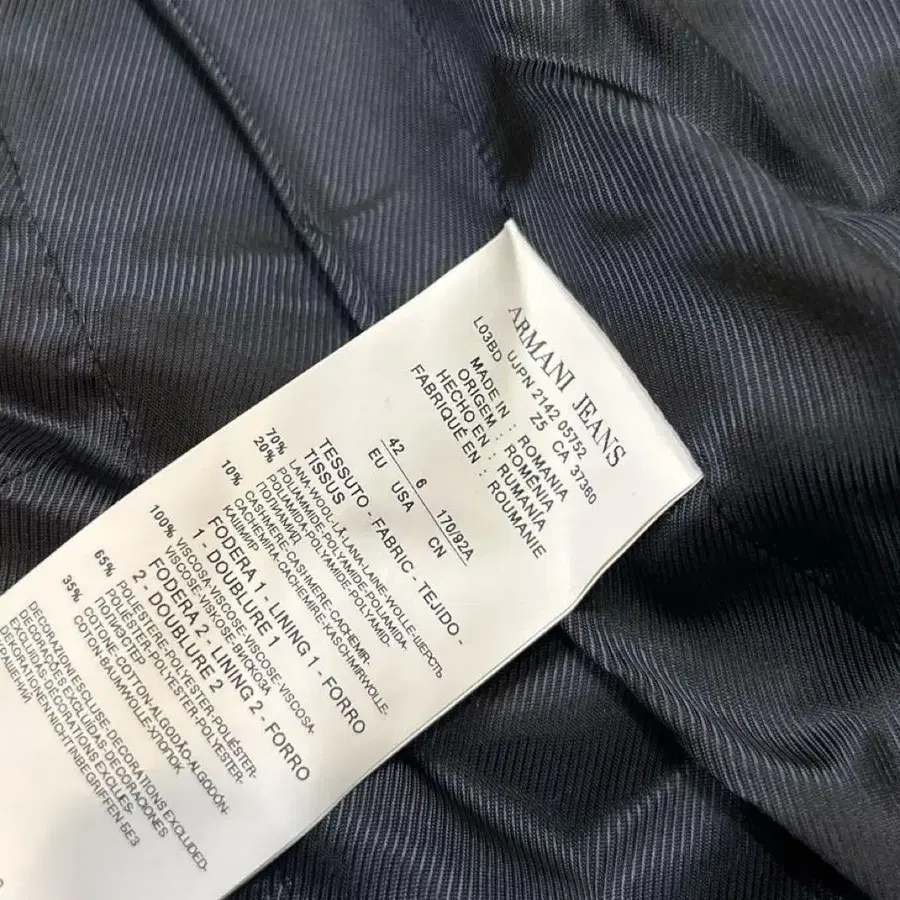 ARMANI JEANS
L03BD UJPN 2142 05752
Z5 CA 37360
MADE IN : ROMANIA
ORIGEM : ROMÉNIA
HECHO EN : RUMANIA
FABRIQUÉ EN : ROUMANIE
42 6 170/92A
EU USA CN
TESSUTO - FABRIC - TEJIDO -
TISSUS
70% LANA-WOOL-LÃ-LANA-LAINE-WOLLE-ШЕРСТЬ
20% POLIAMMIDE-POLYAMIDE-POLIAMIDA-
POLIAMIDA-POLYAMIDE-POLYAMID-
ПОЛИАМИД
10% CASHMERE-CASHMERE-CACHEMIR-
CACHEMIRA-CACHEMIRE-KASCHMIRWOLLE-
КАШМИР
FODERA 1 - LINING 1 - FORRO
1 - DOUBLURE 1
100% VISCOSA-VISCOSE-VISCOSE-VISCOSA-
VISCOSE-VISKOSE-ВИСКОЗА
FODERA 2 - LINING 2 - FORRO
2 - DOUBLURE 2
65% POLIESTERE-POLYESTER-POLIÉSTER-
POLIESTER-POLYESTER-POLYESTER-
ПОЛИЭСТЕР
35% COTONE-COTTON-ALGODÃO-ALGODÓN-
COTON-BAUMWOLLE-ХЛОПОК
DECORAZIONI ESCLUSE-DECORATIONS EXCLUDED-
DECORAÇÕES EXCLUÍDAS-DECORACIONES
EXCLUIDAS-DÉCORATIONS EXCLUES-
DEKORATIONEN NICHT INBEGRIFFEN БЕЗ